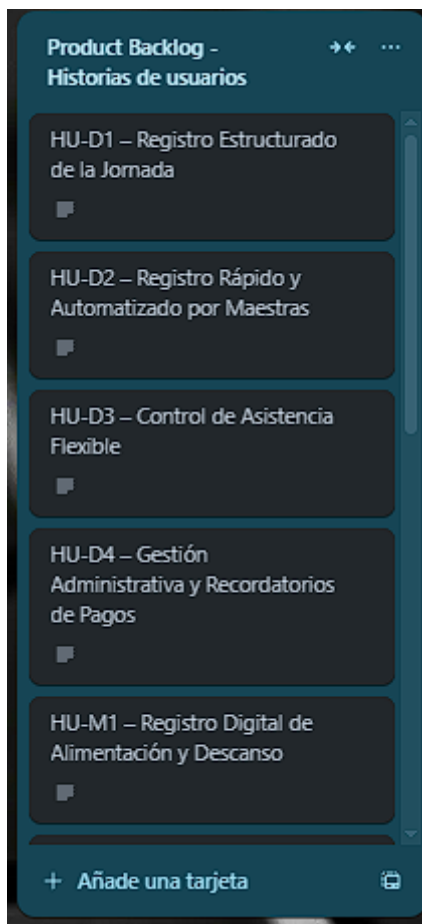 Product Backlog -
Historias de usuarios
HU-D1 – Registro Estructurado
de la Jornada
HU-D2 – Registro Rápido y
Automatizado por Maestras
HU-D3 – Control de Asistencia
Flexible
HU-D4 – Gestión
Administrativa y Recordatorios
de Pagos
HU-M1 – Registro Digital de
Alimentación y Descanso
+ Añade una tarjeta